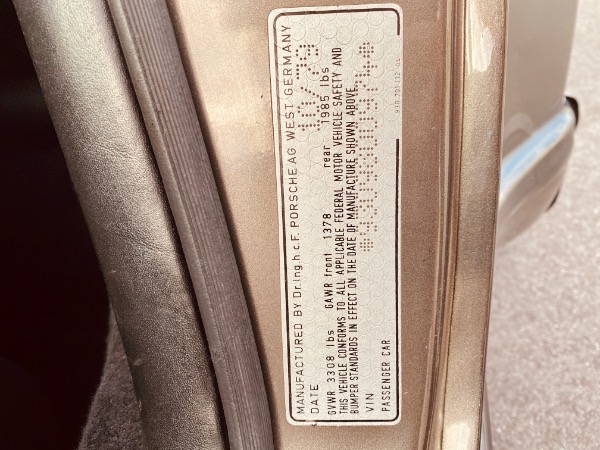 MANUFACTURED BY Dr.Ing.h c.F. PORSCHE AG WEST GERMANY
DATE 10/79
GVWR 3308 lbs GAWR front 1378 rear 1985 lbs
THIS VEHICLE CONFORMS TO ALL APPLICABLE FEDERAL MOTOR VEHICLE SAFETY AND
BUMPER STANDARDS IN EFFECT ON THE DATE OF MANUFACTURE SHOWN ABOVE.
VIN
PASSENGER CAR